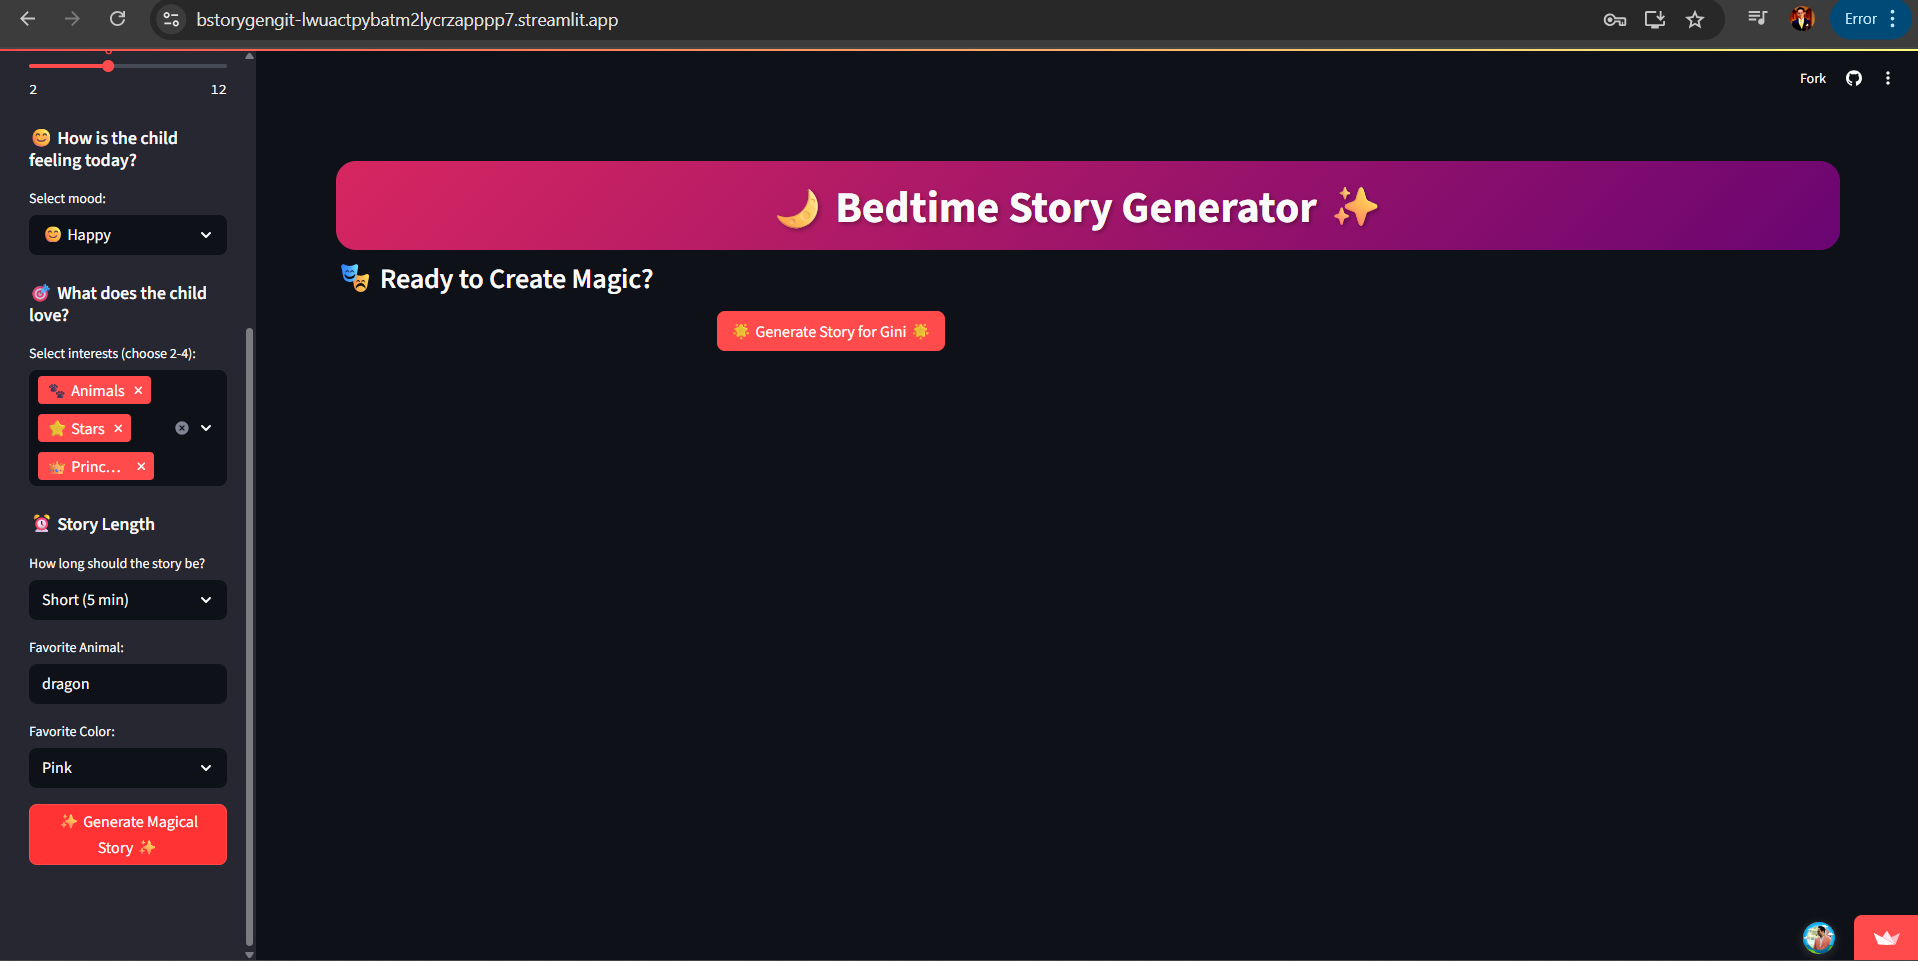 bstorygengit-lwuactpybatm2lycrzapppp7.streamlit.app
Error
2
12
Fork
How is the child
feeling today?
Select mood:
Happy
What does the child
love?
Select interests (choose 2-4):
Animals
Stars
Princ...
Story Length
How long should the story be?
Short (5 min)
Favorite Animal:
dragon
Favorite Color:
Pink
Generate Magical
Story
Bedtime Story Generator
Ready to Create Magic?
Generate Story for Gini